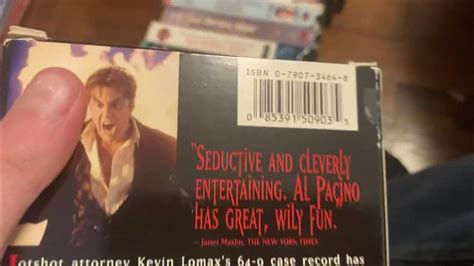 ISBN 0-7907-3464-8
0 85391 50903
"SEDUCTIVE AND CLEVERLY
ENTERTAINING. AL PACINO
HAS GREAT, WILY FUN."
– Janet Maslin, THE NEW YORK TIMES
otshot attorney Kevin Lomax's 64-0 case record has